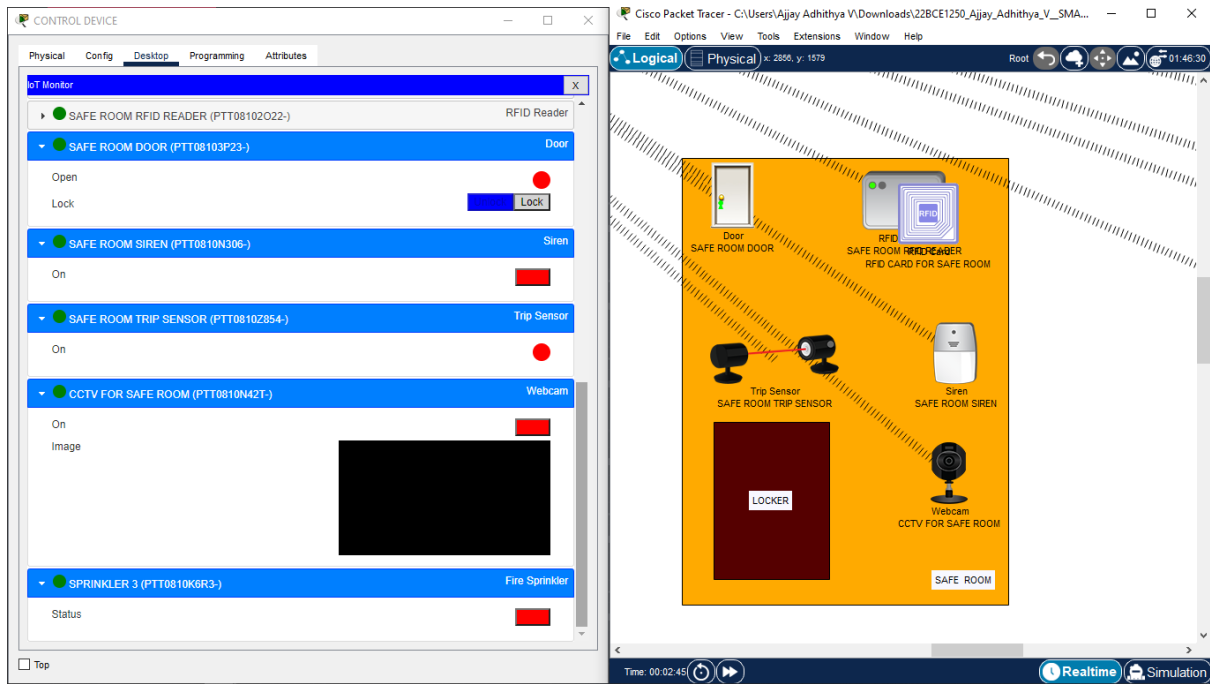 CONTROL DEVICE
Physical Config Desktop Programming Attributes
IoT Monitor X
SAFE ROOM RFID READER (PTT08102O22-) RFID Reader
SAFE ROOM DOOR (PTT08103P23-) Door
Open
Lock Lock
SAFE ROOM SIREN (PTT0810N306-) Siren
On
SAFE ROOM TRIP SENSOR (PTT0810Z854-) Trip Sensor
On
CCTV FOR SAFE ROOM (PTT0810N42T-) Webcam
On
Image
SPRINKLER 3 (PTT0810K6R3-) Fire Sprinkler
Status
Top
Cisco Packet Tracer - C:\Users\Ajjay Adhithya V\Downloads\22BCE1250_Ajjay_Adhithya_V__SMA...
File Edit Options View Tools Extensions Window Help
Logical Physical x: 2856, y: 1579 Root 01:46:30
RFID
Door
SAFE ROOM DOOR
RFID
SAFE ROOM RFID READER
RFID CARD FOR SAFE ROOM
Trip Sensor
SAFE ROOM TRIP SENSOR
Siren
SAFE ROOM SIREN
LOCKER
Webcam
CCTV FOR SAFE ROOM
SAFE ROOM
Time: 00:02:45 Realtime Simulation